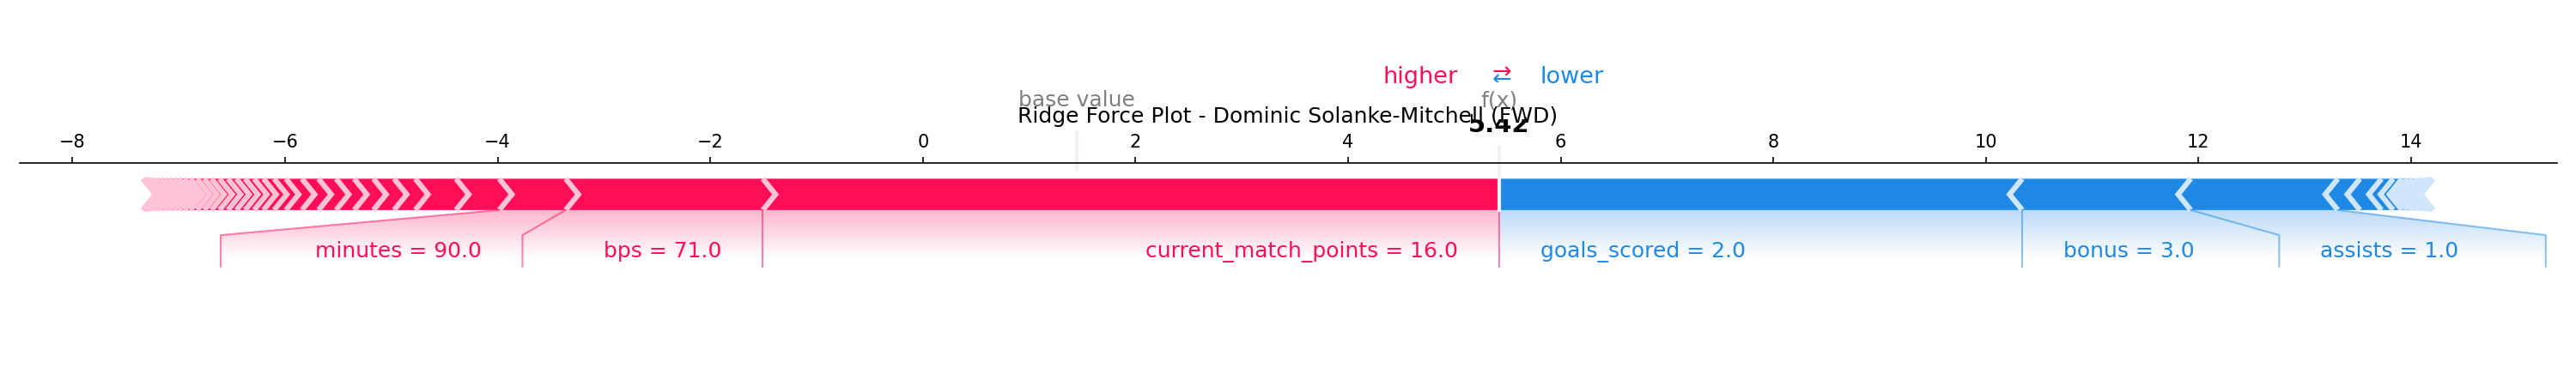 higher ⇄ lower
base value f(x)
Ridge Force Plot - Dominic Solanke-Mitchell (FWD)
5.42
−8 −6 −4 −2 0 2 4 6 8 10 12 14
minutes = 90.0 bps = 71.0 current_match_points = 16.0 goals_scored = 2.0 bonus = 3.0 assists = 1.0